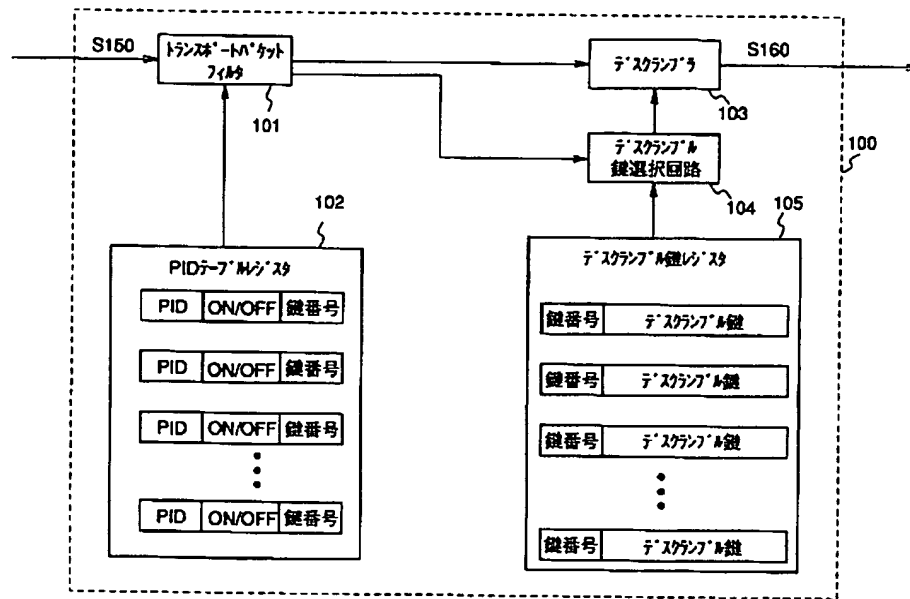 S150
トランスポートパケット
フィルタ
101
デスクランブラ
S160
103
デスクランブル
鍵選択回路
104
100
102
PIDテーブルレジスタ
PID ON/OFF 鍵番号
PID ON/OFF 鍵番号
PID ON/OFF 鍵番号
PID ON/OFF 鍵番号
105
デスクランブル鍵レジスタ
鍵番号 デスクランブル鍵
鍵番号 デスクランブル鍵
鍵番号 デスクランブル鍵
鍵番号 デスクランブル鍵